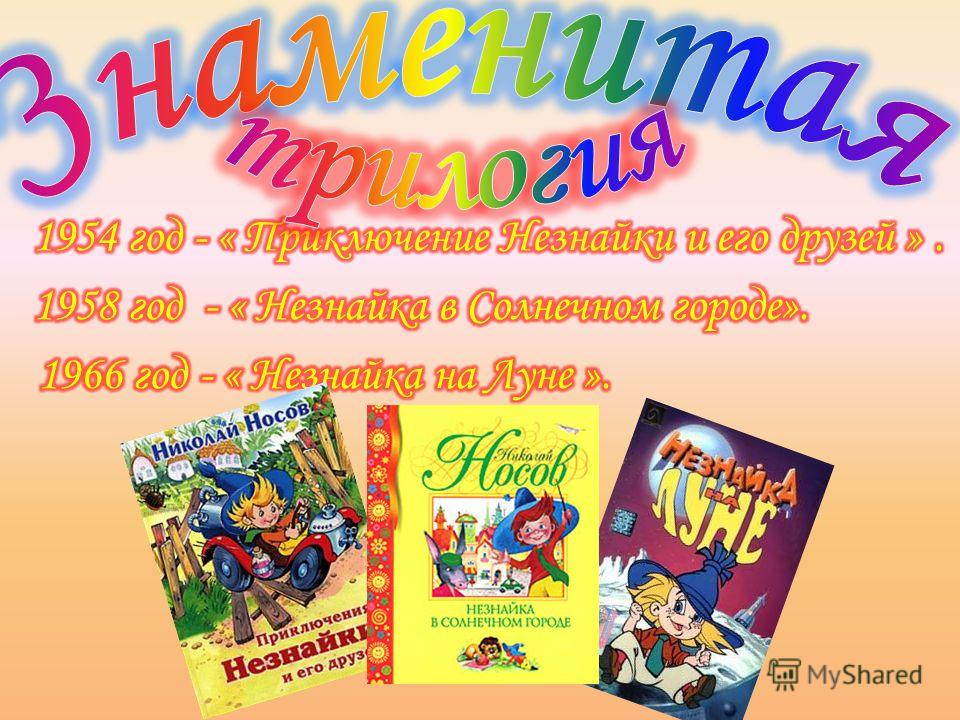 Знаменитая
трилогия
1954 год - « Приключение Незнайки и его друзей » .
1958 год - « Незнайка в Солнечном городе».
1966 год - « Незнайка на Луне ».
Николай Носов
Приключения
Незнайки
и его друзей
Николай
Носов
НЕЗНАЙКА
В СОЛНЕЧНОМ ГОРОДЕ
НЕЗНАЙКА
НА
ЛУНЕ
MyShared